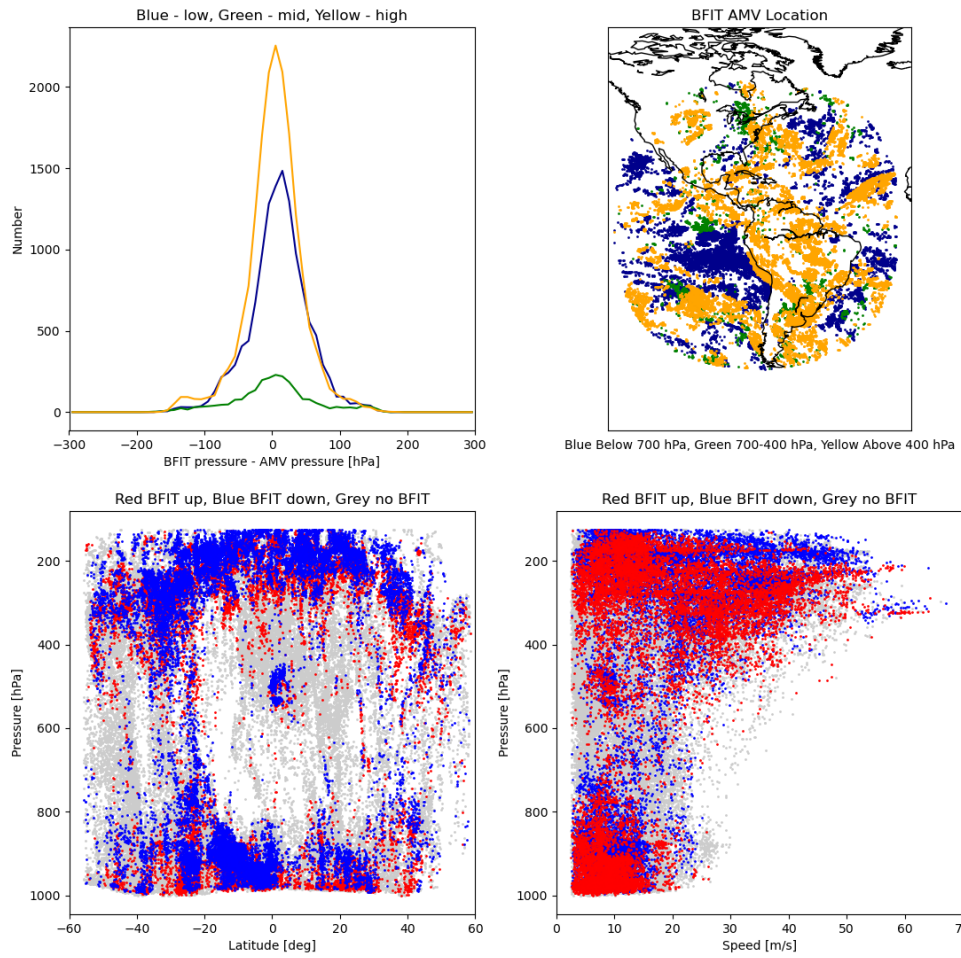 Blue - low, Green - mid, Yellow - high
2000
1500
1000
500
0
Number
−300 −200 −100 0 100 200 300
BFIT pressure - AMV pressure [hPa]
BFIT AMV Location
Blue Below 700 hPa, Green 700-400 hPa, Yellow Above 400 hPa
Red BFIT up, Blue BFIT down, Grey no BFIT
200
400
600
800
1000
Pressure [hPa]
−60 −40 −20 0 20 40 60
Latitude [deg]
Red BFIT up, Blue BFIT down, Grey no BFIT
200
400
600
800
1000
Pressure [hPa]
0 10 20 30 40 50 60 70
Speed [m/s]